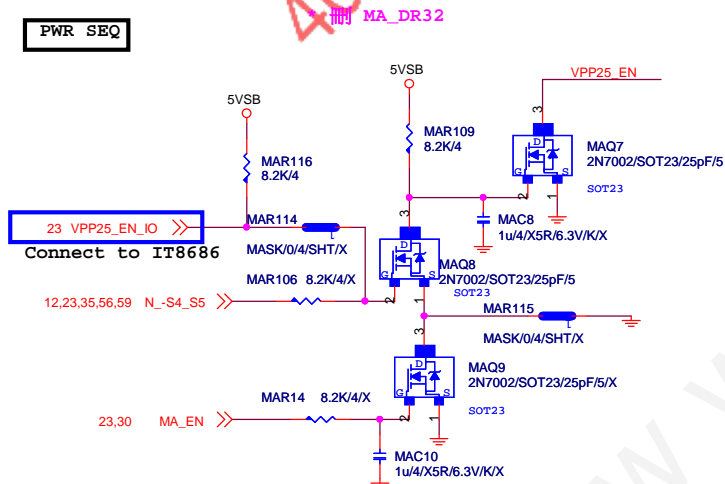 * 刪 MA_DR32
PWR SEQ
5VSB
VPP25_EN
5VSB
MAR109
8.2K/4
3
D
G
S
2
1
MAQ7
2N7002/SOT23/25pF/5
SOT23
MAR116
8.2K/4
MAC8
1u/4/X5R/6.3V/K/X
23 VPP25_EN_IO
MAR114
MASK/0/4/SHT/X
Connect to IT8686
3
D
G
S
2
1
MAQ8
2N7002/SOT23/25pF/5
SOT23
MAR106 8.2K/4/X
12,23,35,56,59 N_-S4_S5
MAR115
MASK/0/4/SHT/X
3
D
G
S
2
1
MAQ9
2N7002/SOT23/25pF/5/X
SOT23
MAR14 8.2K/4/X
23,30 MA_EN
MAC10
1u/4/X5R/6.3V/K/X